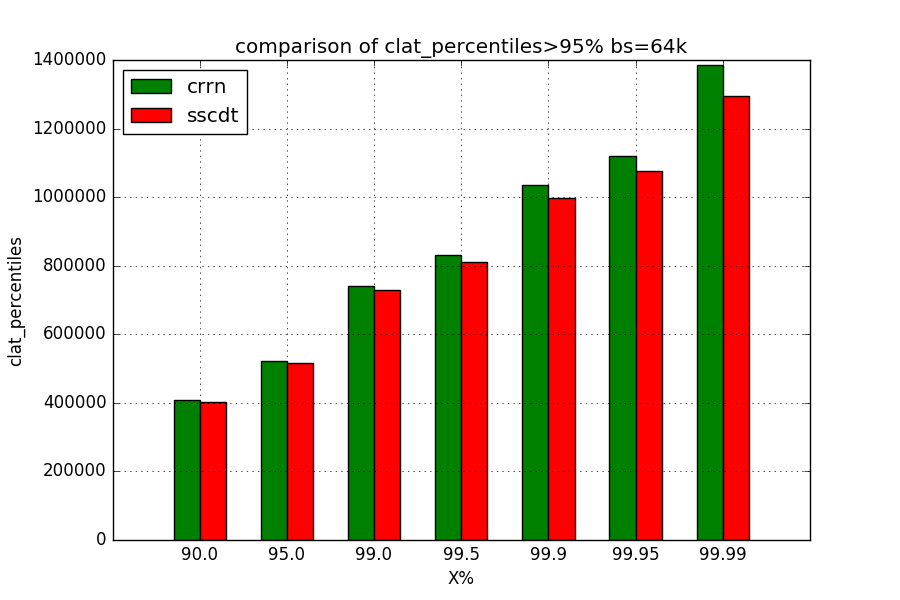 comparison of clat_percentiles>95% bs=64k
crrn
sscdt
1400000
1200000
1000000
800000
600000
400000
200000
0
clat_percentiles
90.0 95.0 99.0 99.5 99.9 99.95 99.99
X%